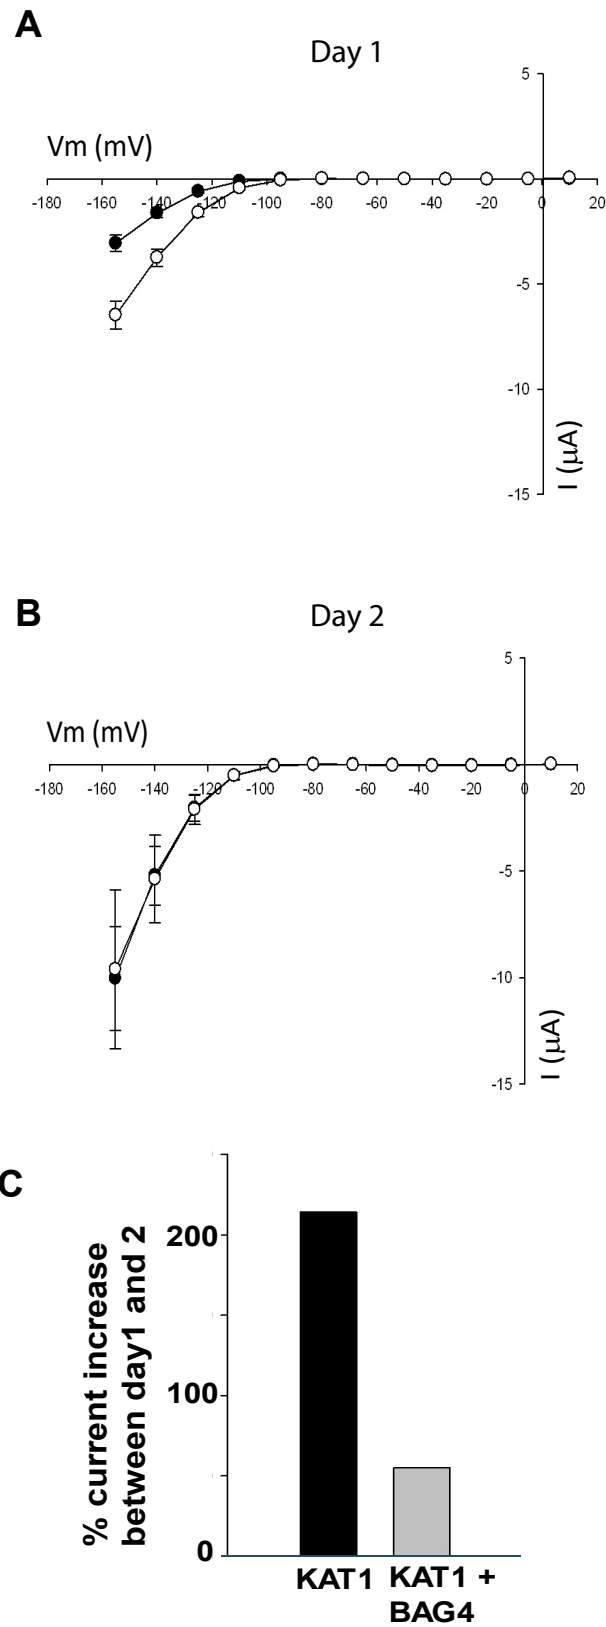 A
Day 1
5
Vm (mV)
-180 -160 -140 -120 -100 -80 -60 -40 -20 0 20
-5
-10
-15
I (μA)
B
Day 2
5
Vm (mV)
-180 -160 -140 -120 -100 -80 -60 -40 -20 0 20
-5
-10
-15
I (μA)
C
% current increase
between day1 and 2
200
100
0
KAT1
KAT1 +
BAG4